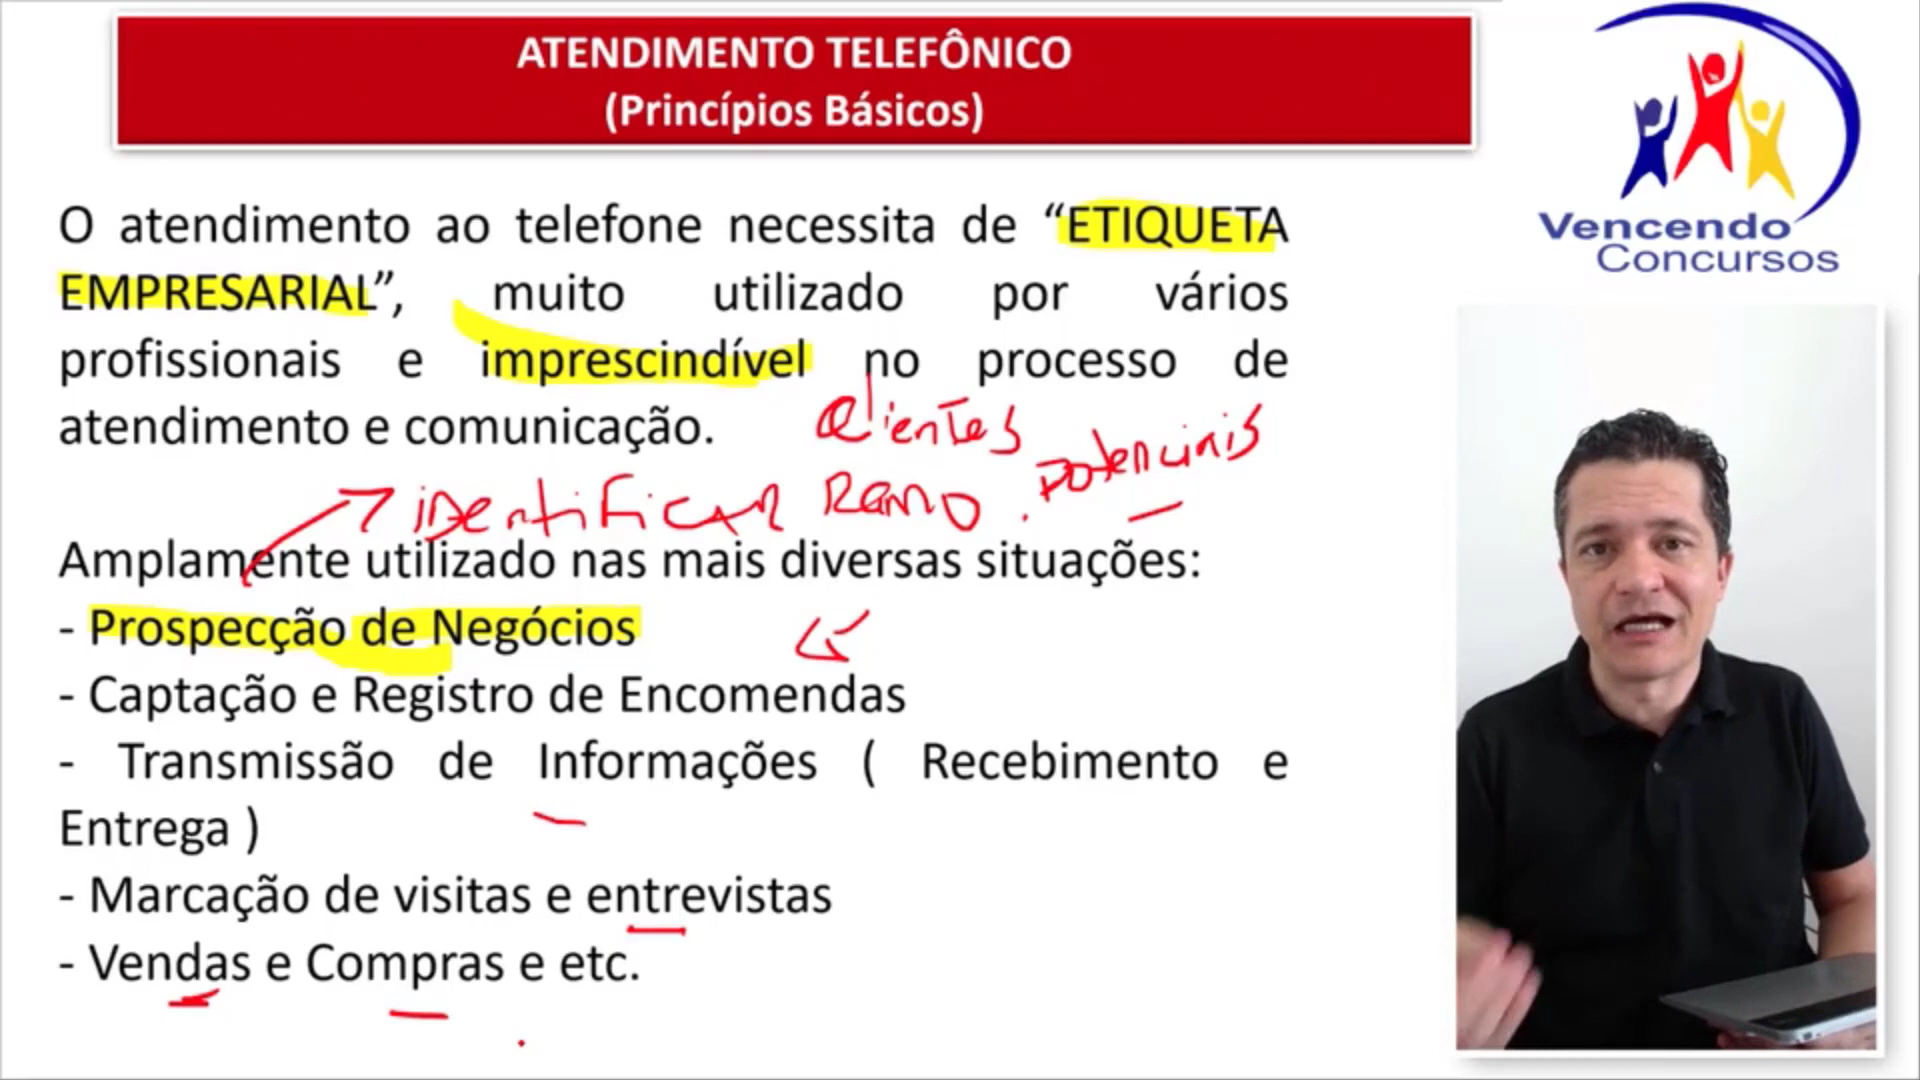 ATENDIMENTO TELEFÔNICO
(Princípios Básicos)
Vencendo
Concursos
O atendimento ao telefone necessita de “ETIQUETA
EMPRESARIAL”, muito utilizado por vários
profissionais e imprescindível no processo de
atendimento e comunicação.
clientes
potenciais
identificar Ramo
Amplamente utilizado nas mais diversas situações:
- Prospecção de Negócios
- Captação e Registro de Encomendas
- Transmissão de Informações ( Recebimento e
Entrega )
- Marcação de visitas e entrevistas
- Vendas e Compras e etc.